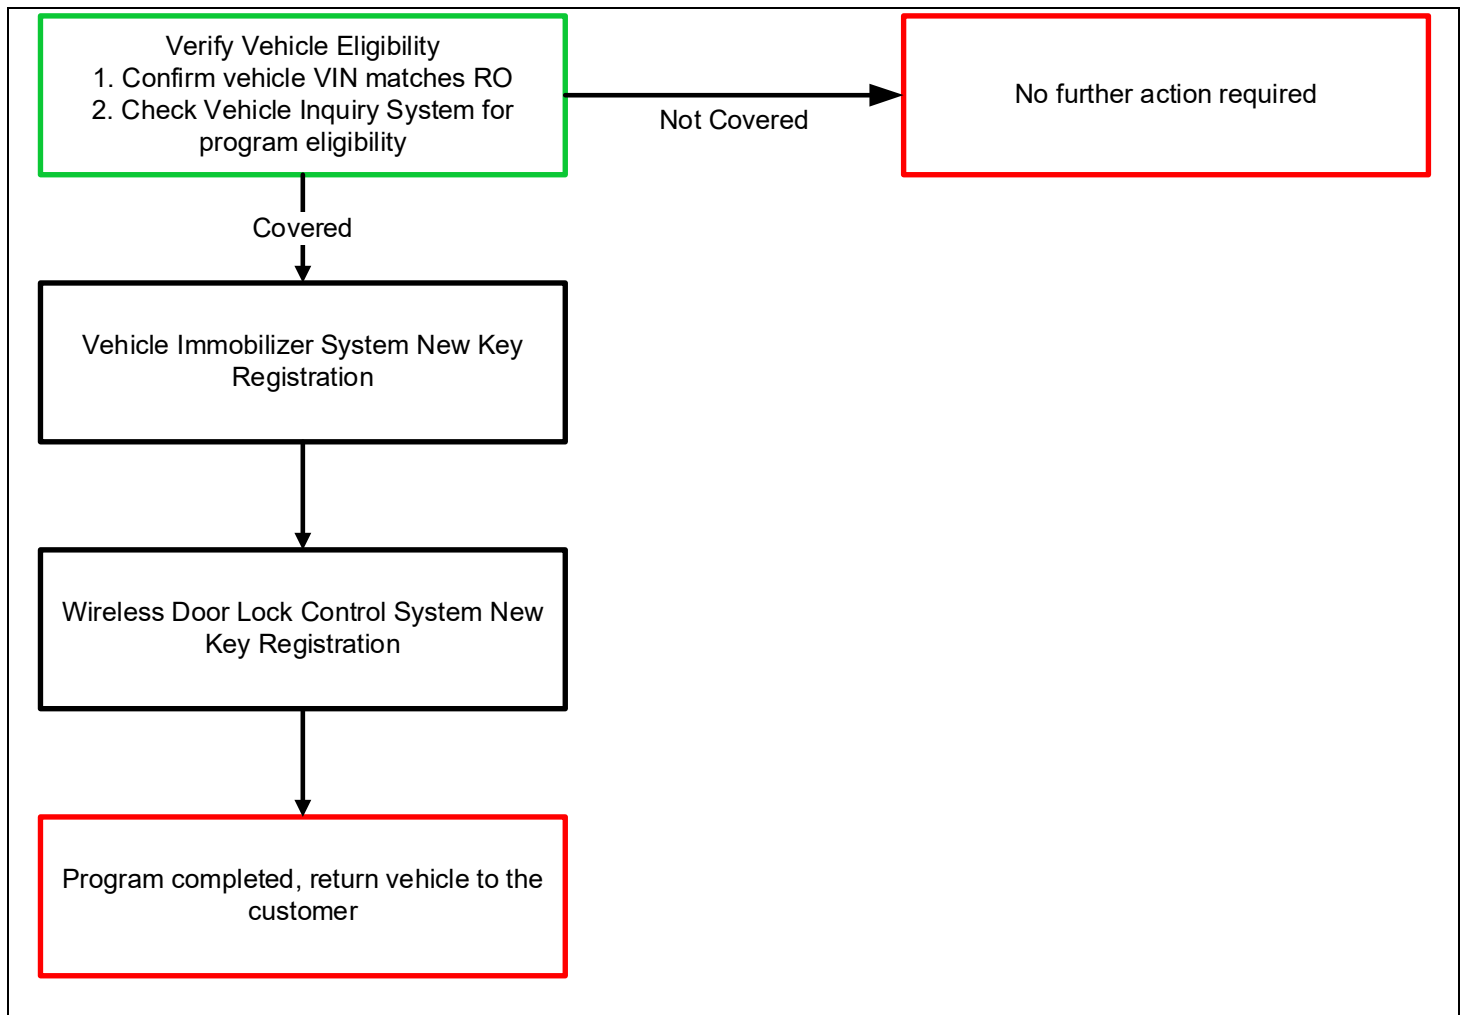 Verify Vehicle Eligibility
1. Confirm vehicle VIN matches RO
2. Check Vehicle Inquiry System for
program eligibility
Not Covered
No further action required
Covered
Vehicle Immobilizer System New Key
Registration
Wireless Door Lock Control System New
Key Registration
Program completed, return vehicle to the
customer